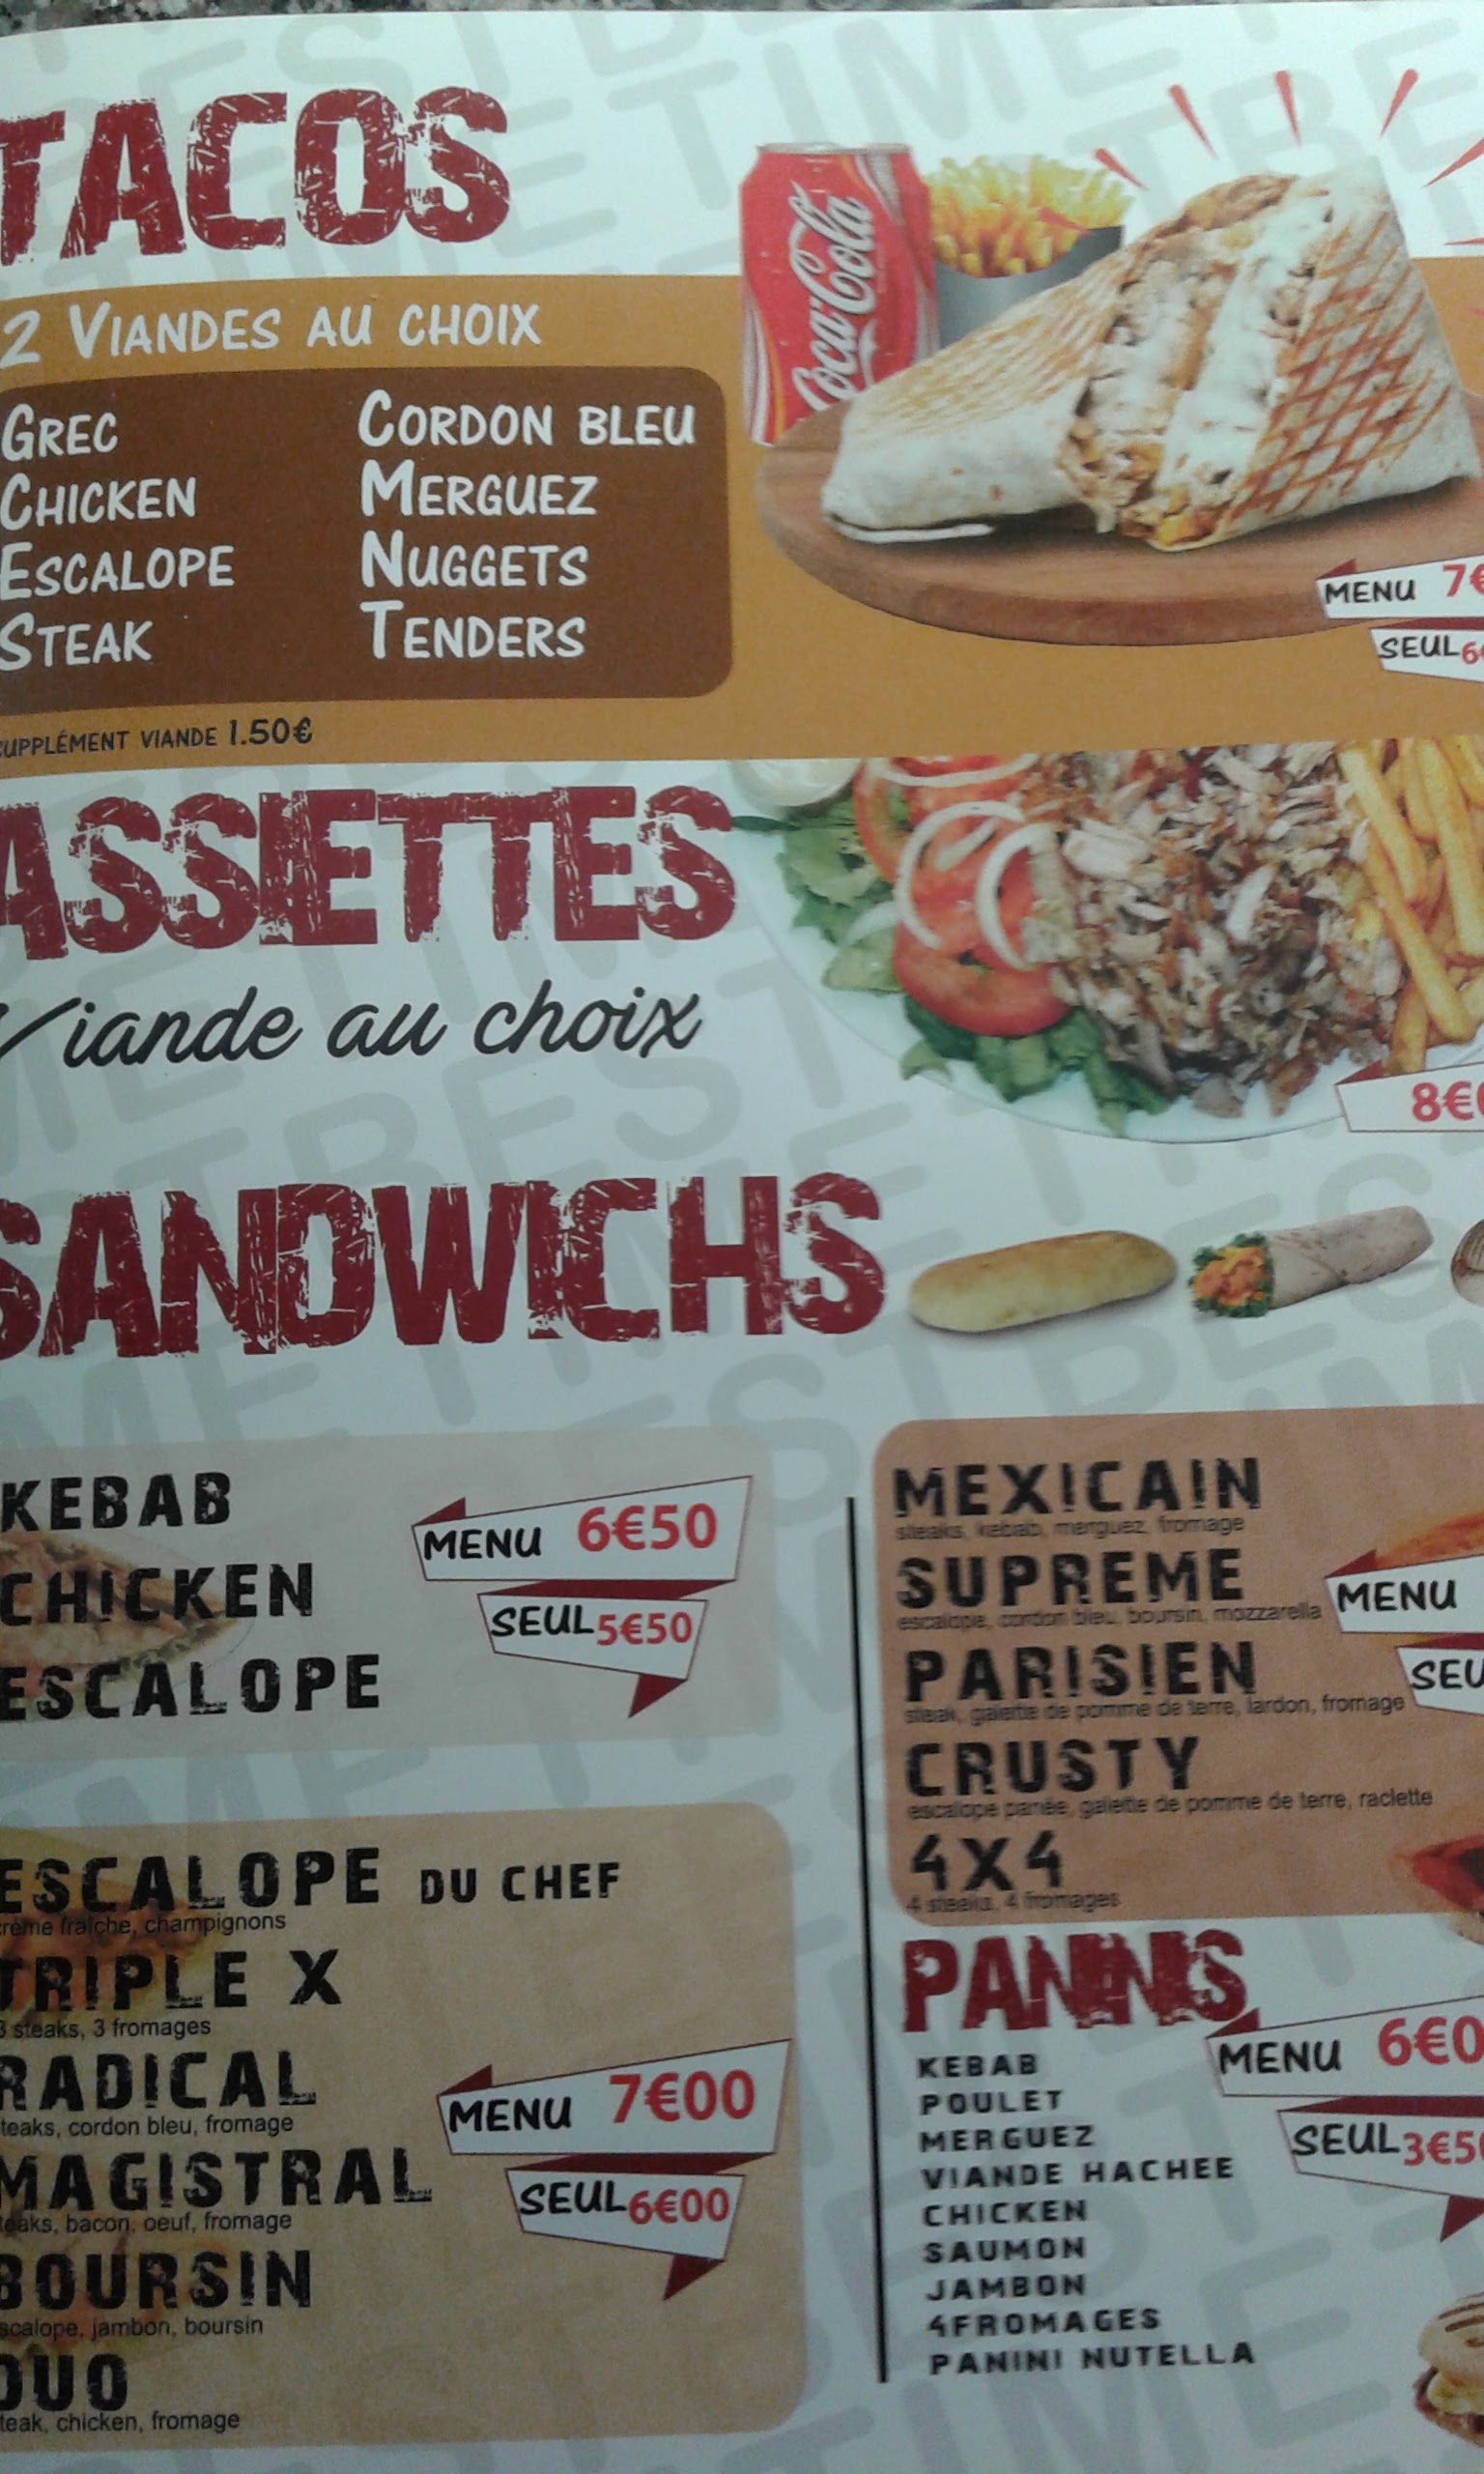 TACOS
Coca-Cola
2 VIANDES AU CHOIX
GREC
CHICKEN
ESCALOPE
STEAK
CORDON BLEU
MERGUEZ
NUGGETS
TENDERS
MENU 7€
SEUL 6€
SUPPLÉMENT VIANDE 1.50€
ASSIETTES
Viande au choix
8€
SANDWICHS
KEBAB
CHICKEN
ESCALOPE
MENU 6€50
SEUL 5€50
ESCALOPE DU CHEF
crème fraîche, champignons
TRIPLE X
3 steaks, 3 fromages
RADICAL
teaks, cordon bleu, fromage
MAGISTRAL
teaks, bacon, oeuf, fromage
BOURSIN
scalope, jambon, boursin
DUO
teak, chicken, fromage
MENU 7€00
SEUL 6€00
MEXICAIN
steaks, kebab, merguez, fromage
SUPREME
escalope, cordon bleu, boursin, mozzarella
PARISIEN
steak, galette de pomme de terre, lardon, fromage
CRUSTY
escalope panée, galette de pomme de terre, raclette
4X4
4 steaks, 4 fromages
MENU
SEU
PANINIS
KEBAB
POULET
MERGUEZ
VIANDE HACHEE
CHICKEN
SAUMON
JAMBON
4FROMAGES
PANINI NUTELLA
MENU 6€0
SEUL 3€50